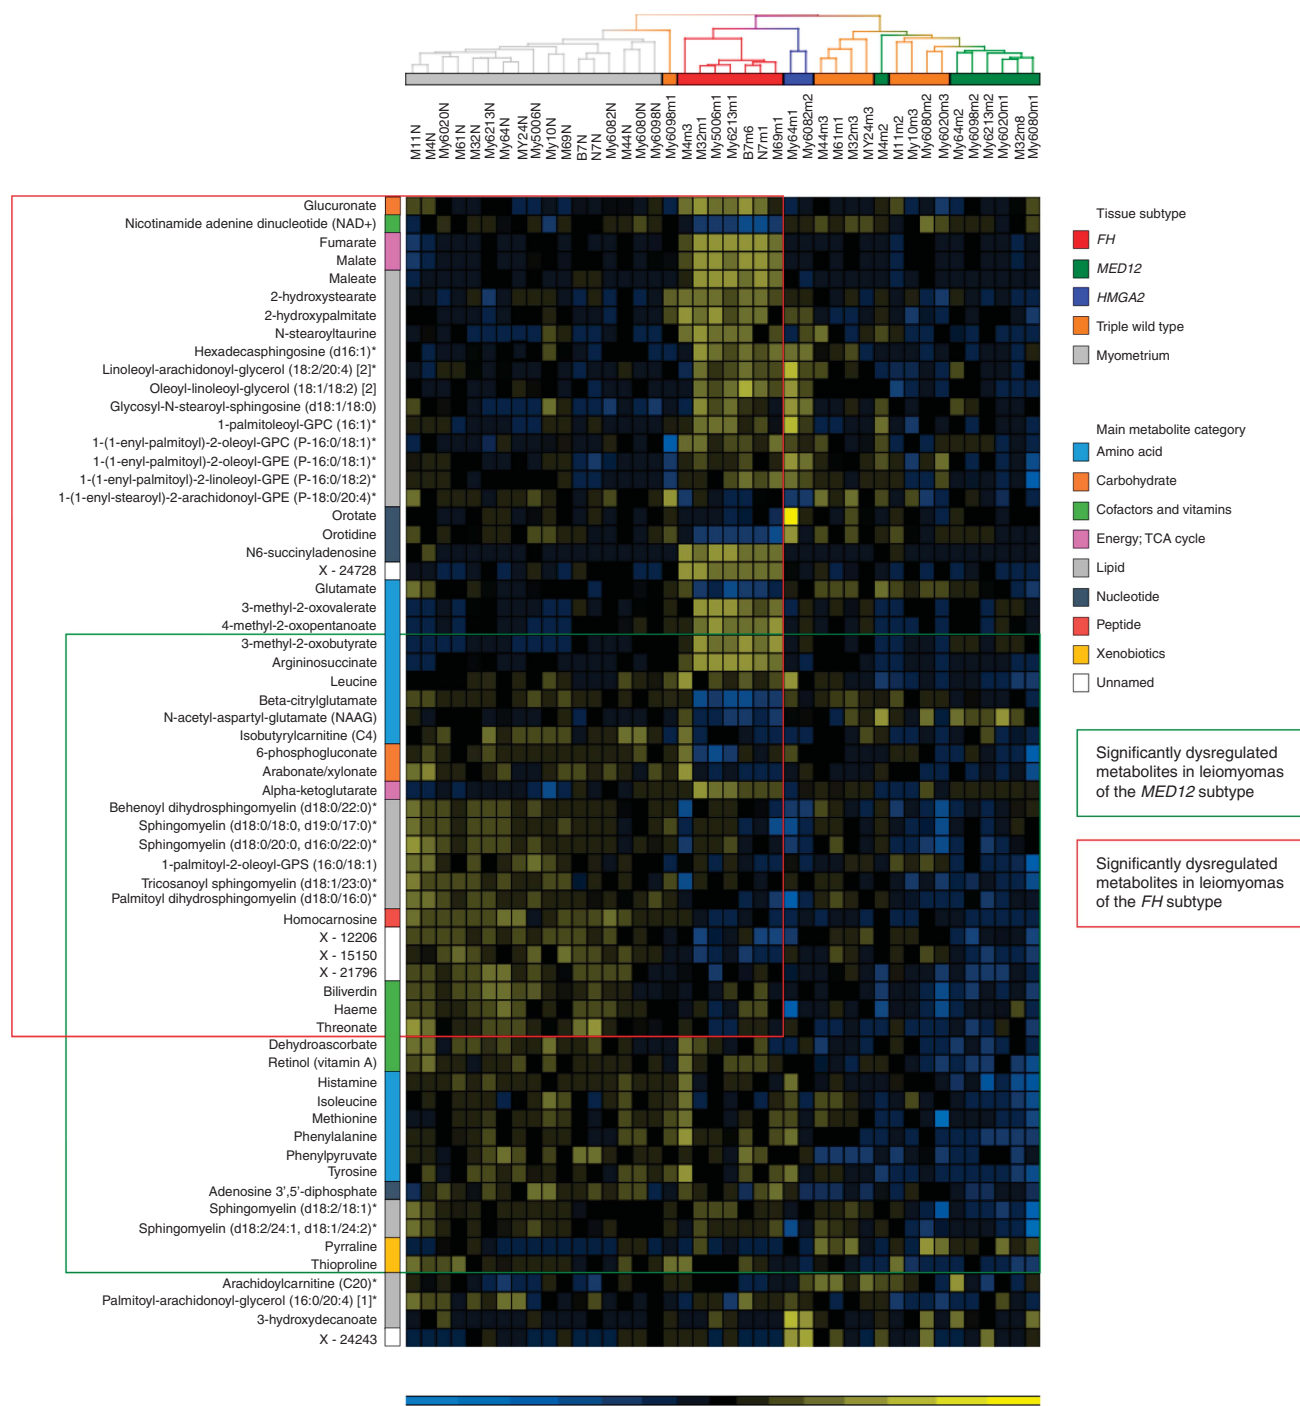 M11N
M4N
My6020N
M61N
M32N
My6213N
My64N
MY24N
My5006N
My10N
M69N
B7N
N7N
My6082N
M44N
My6080N
My6098N
My6098m1
M4m3
M32m1
My5006m1
My6213m1
B7m6
N7m1
M69m1
My64m1
My6082m2
M44m3
M61m1
M32m3
MY24m3
M4m2
M11m2
My10m3
My6080m2
My6020m3
My64m2
My6098m2
My6213m2
My6020m1
M32m8
My6080m1
Glucuronate
Nicotinamide adenine dinucleotide (NAD+)
Fumarate
Malate
Maleate
2-hydroxystearate
2-hydroxypalmitate
N-stearoyltaurine
Hexadecasphingosine (d16:1)*
Linoleoyl-arachidonoyl-glycerol (18:2/20:4) [2]*
Oleoyl-linoleoyl-glycerol (18:1/18:2) [2]
Glycosyl-N-stearoyl-sphingosine (d18:1/18:0)
1-palmitoleoyl-GPC (16:1)*
1-(1-enyl-palmitoyl)-2-oleoyl-GPC (P-16:0/18:1)*
1-(1-enyl-palmitoyl)-2-oleoyl-GPE (P-16:0/18:1)*
1-(1-enyl-palmitoyl)-2-linoleoyl-GPE (P-16:0/18:2)*
1-(1-enyl-stearoyl)-2-arachidonoyl-GPE (P-18:0/20:4)*
Orotate
Orotidine
N6-succinyladenosine
X - 24728
Glutamate
3-methyl-2-oxovalerate
4-methyl-2-oxopentanoate
3-methyl-2-oxobutyrate
Argininosuccinate
Leucine
Beta-citrylglutamate
N-acetyl-aspartyl-glutamate (NAAG)
Isobutyrylcarnitine (C4)
6-phosphogluconate
Arabonate/xylonate
Alpha-ketoglutarate
Behenoyl dihydrosphingomyelin (d18:0/22:0)*
Sphingomyelin (d18:0/18:0, d19:0/17:0)*
Sphingomyelin (d18:0/20:0, d16:0/22:0)*
1-palmitoyl-2-oleoyl-GPS (16:0/18:1)
Tricosanoyl sphingomyelin (d18:1/23:0)*
Palmitoyl dihydrosphingomyelin (d18:0/16:0)*
Homocarnosine
X - 12206
X - 15150
X - 21796
Biliverdin
Haeme
Threonate
Dehydroascorbate
Retinol (vitamin A)
Histamine
Isoleucine
Methionine
Phenylalanine
Phenylpyruvate
Tyrosine
Adenosine 3',5'-diphosphate
Sphingomyelin (d18:2/18:1)*
Sphingomyelin (d18:2/24:1, d18:1/24:2)*
Pyrraline
Thioproline
Arachidoylcarnitine (C20)*
Palmitoyl-arachidonoyl-glycerol (16:0/20:4) [1]*
3-hydroxydecanoate
X - 24243
Tissue subtype
FH
MED12
HMGA2
Triple wild type
Myometrium
Main metabolite category
Amino acid
Carbohydrate
Cofactors and vitamins
Energy; TCA cycle
Lipid
Nucleotide
Peptide
Xenobiotics
Unnamed
Significantly dysregulated
metabolites in leiomyomas
of the MED12 subtype
Significantly dysregulated
metabolites in leiomyomas
of the FH subtype